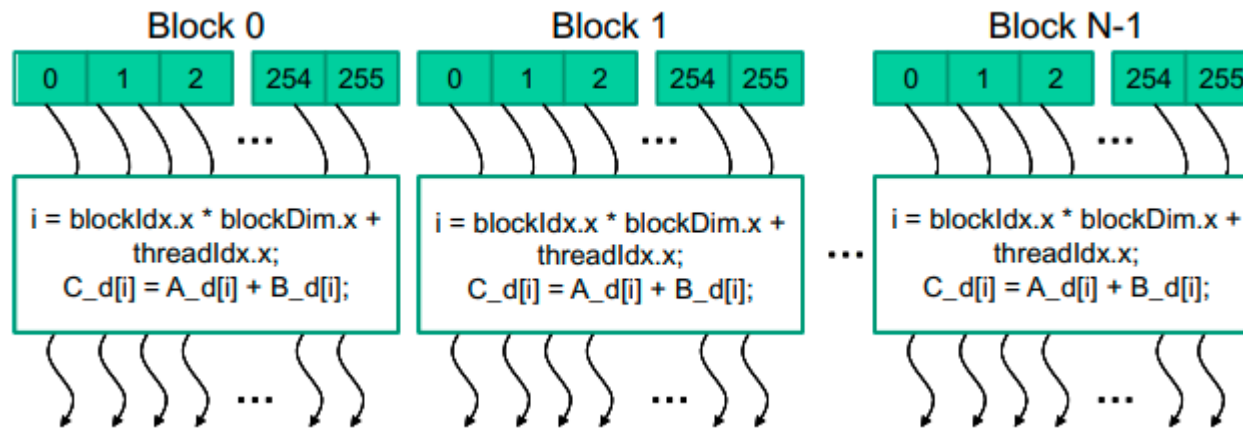 Block 0
0 1 2 254 255
...
i = blockIdx.x * blockDim.x +
threadIdx.x;
C_d[i] = A_d[i] + B_d[i];
...
Block 1
0 1 2 254 255
...
i = blockIdx.x * blockDim.x +
threadIdx.x;
C_d[i] = A_d[i] + B_d[i];
...
...
Block N-1
0 1 2 254 255
...
i = blockIdx.x * blockDim.x +
threadIdx.x;
C_d[i] = A_d[i] + B_d[i];
...